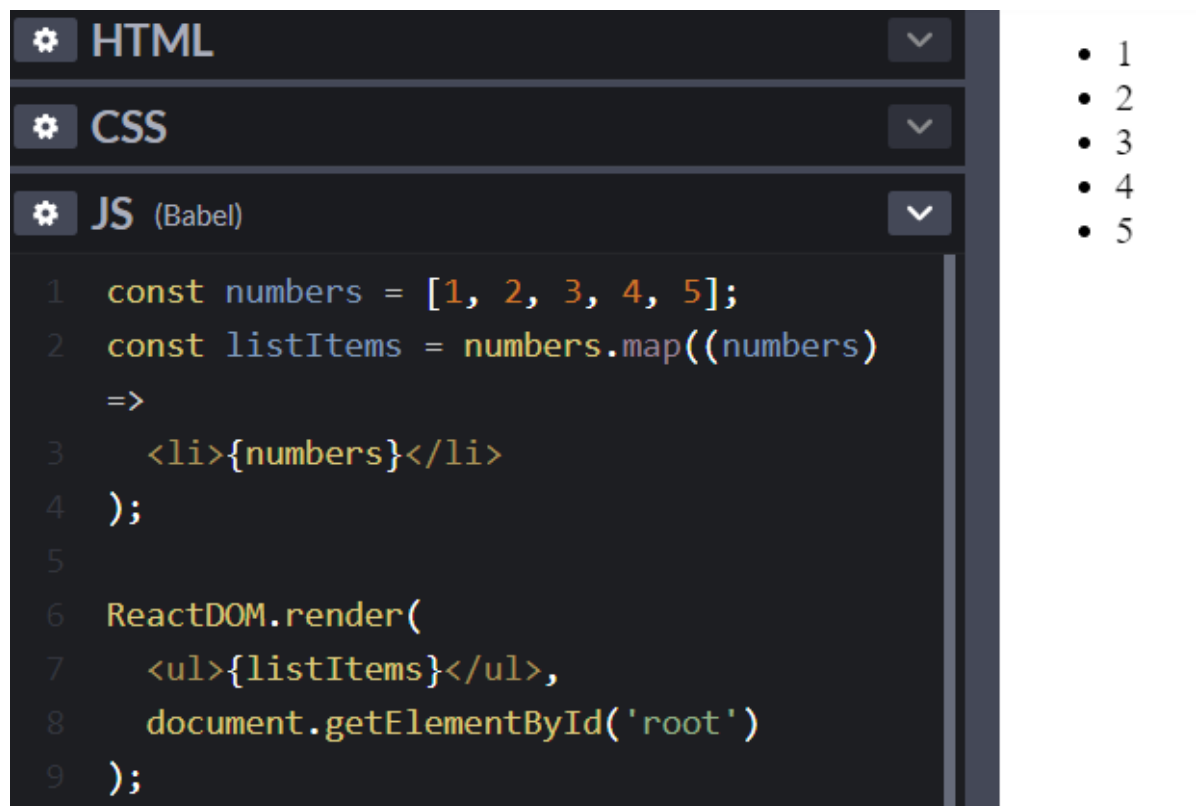 HTML
CSS
JS (Babel)
1 const numbers = [1, 2, 3, 4, 5];
2 const listItems = numbers.map((numbers)
=>
3 <li>{numbers}</li>
4 );
5
6 ReactDOM.render(
7 <ul>{listItems}</ul>,
8 document.getElementById('root')
9 );
• 1
• 2
• 3
• 4
• 5